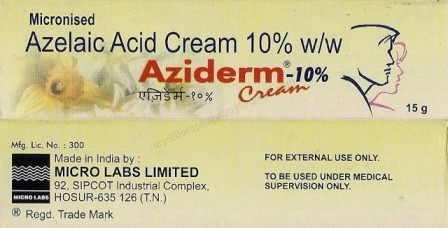 Micronised
Azelaic Acid Cream 10% w/w
Aziderm®-10%
Cream
एज़िडर्म-१०%
15 g
Mfg. Lic. No. : 300
Made in India by :
MICRO LABS LIMITED
92, SIPCOT Industrial Complex,
HOSUR-635 126 (T.N.)
MICRO LABS
® Regd. Trade Mark
FOR EXTERNAL USE ONLY.
TO BE USED UNDER MEDICAL
SUPERVISION ONLY.